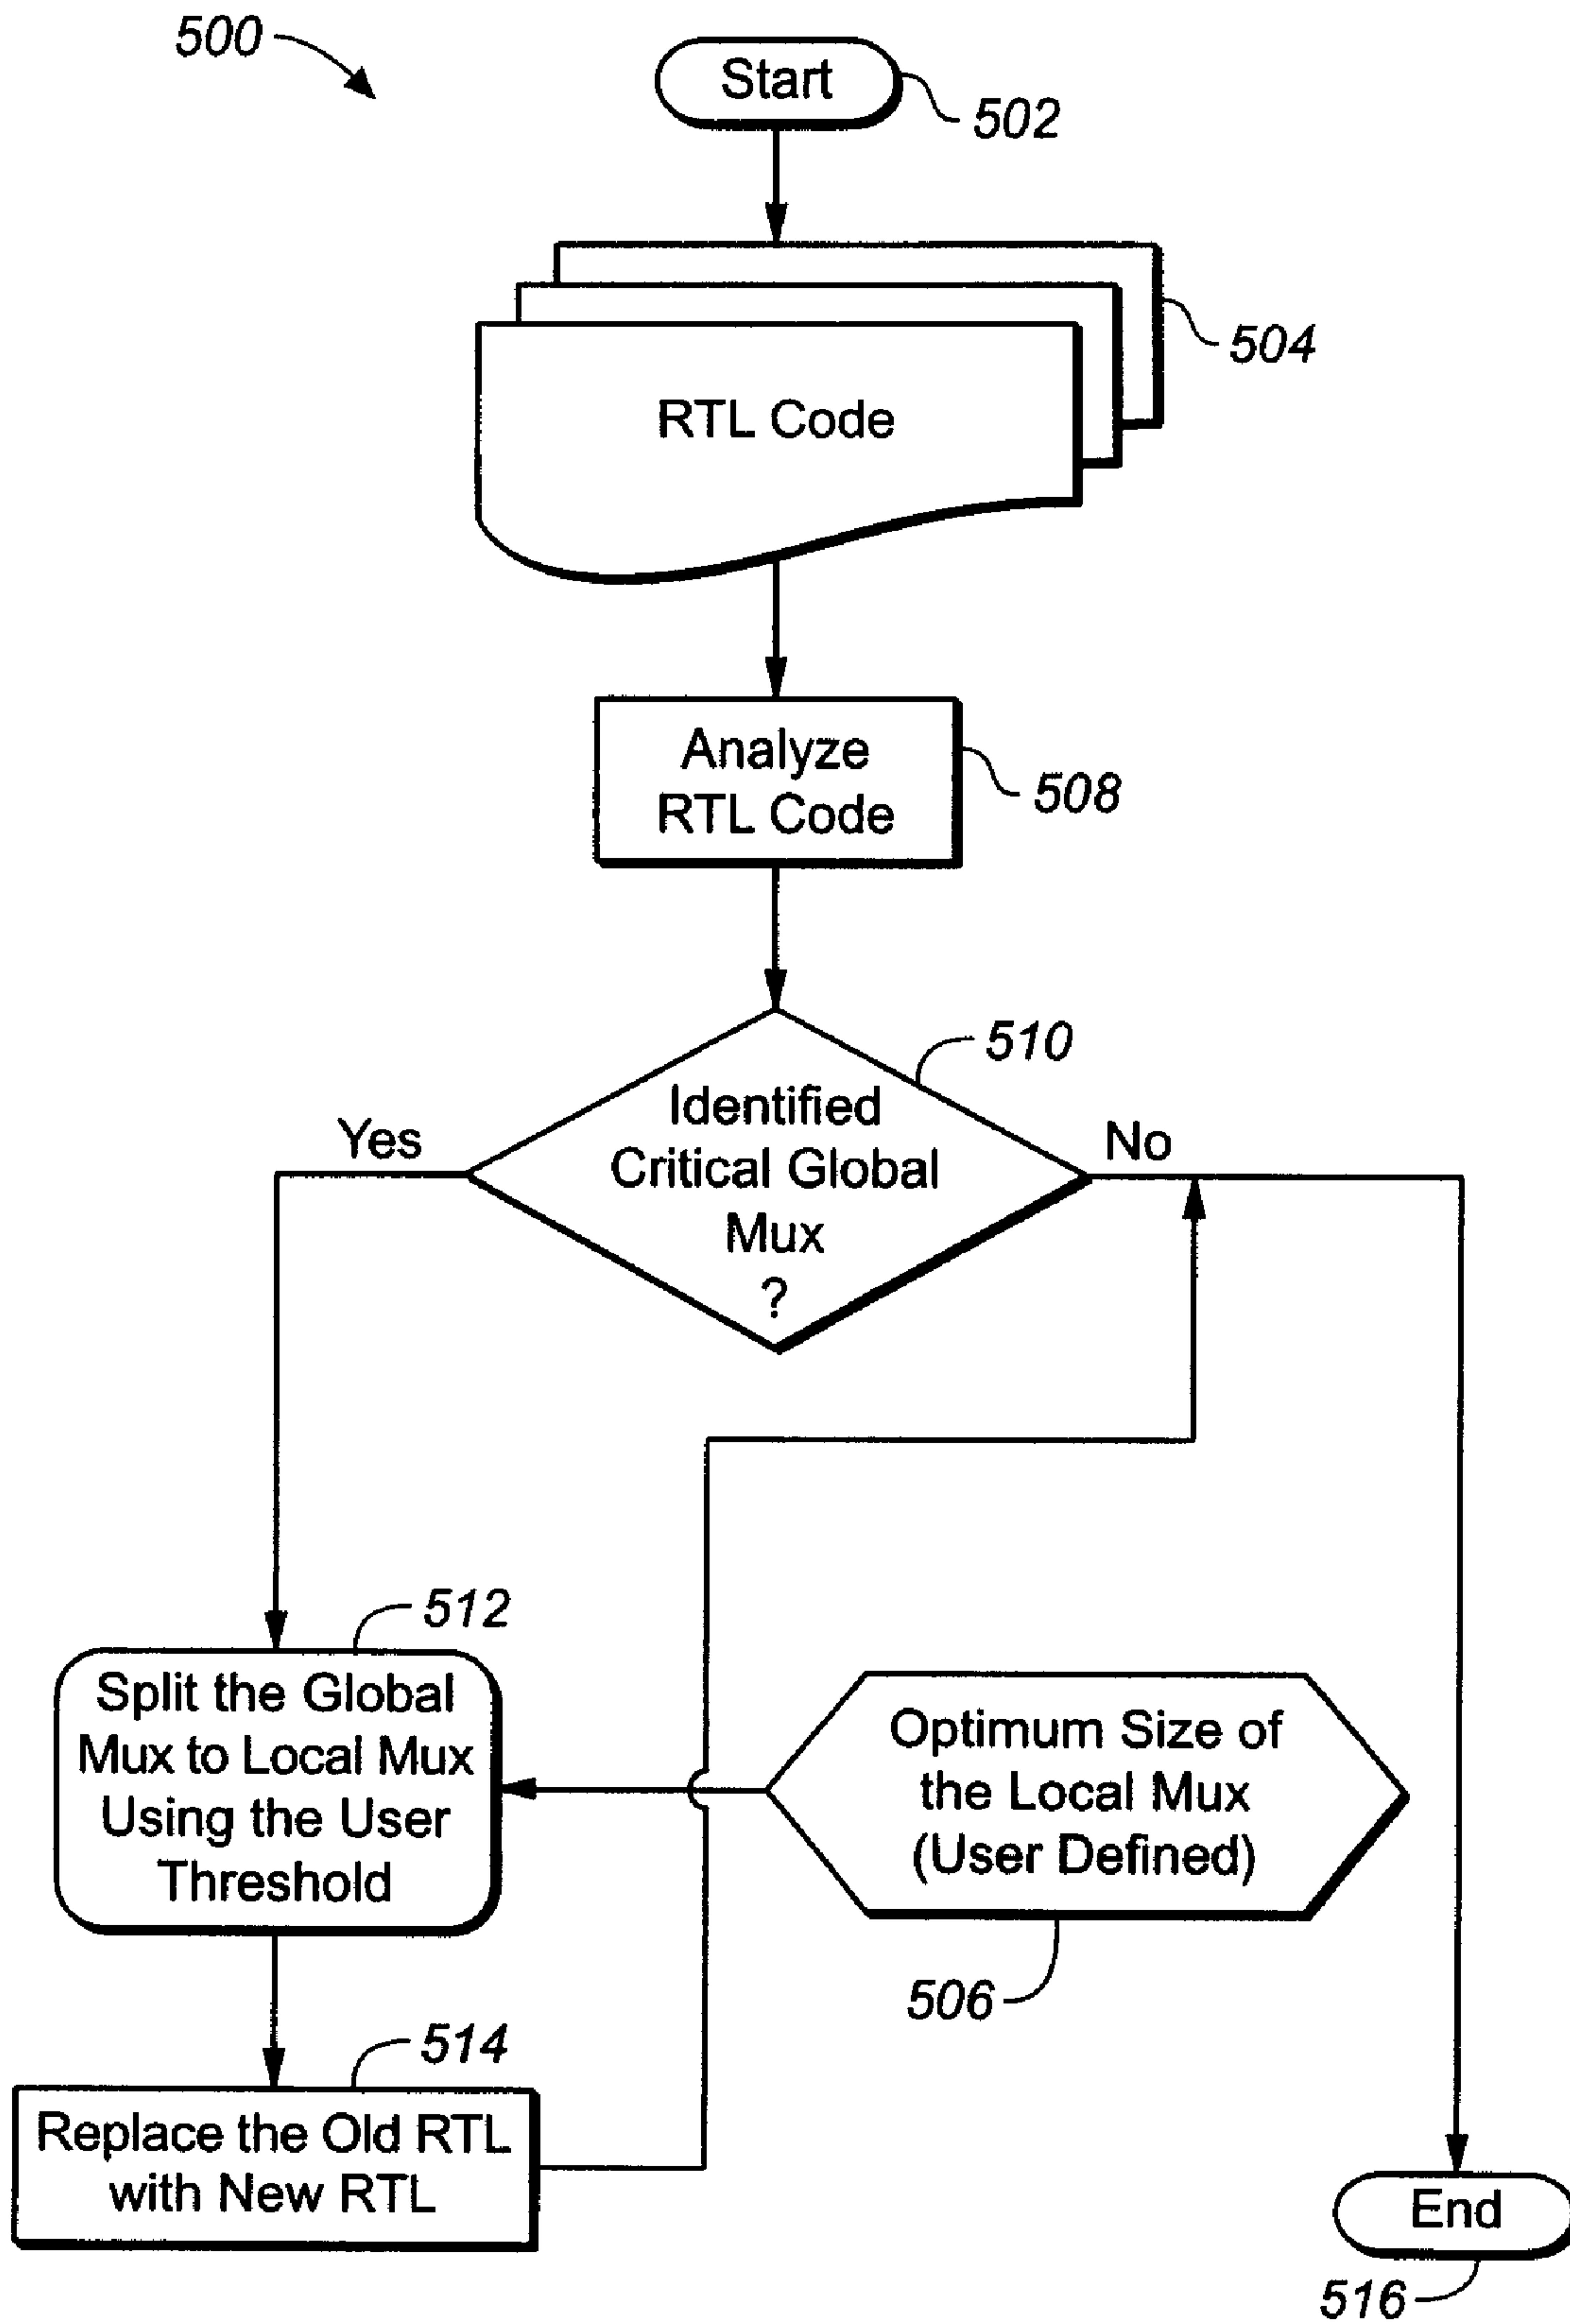 500
Start
502
504
RTL Code
Analyze
RTL Code
508
510
Identified
Critical Global
Mux
?
Yes
No
512
Split the Global
Mux to Local Mux
Using the User
Threshold
Optimum Size of
the Local Mux
(User Defined)
506
514
Replace the Old RTL
with New RTL
End
516